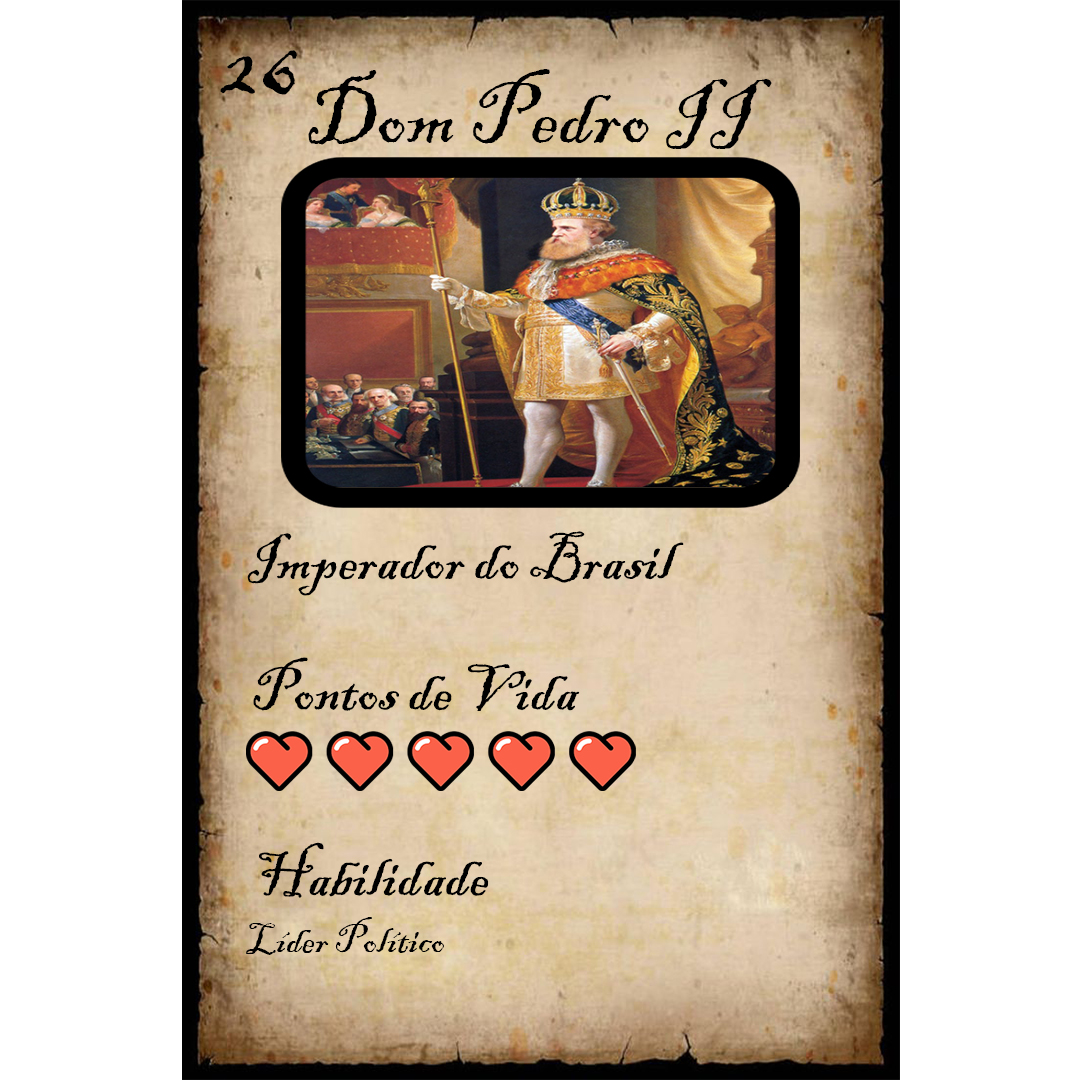 26
Dom Pedro II
Imperador do Brasil
Pontos de Vida
Habilidade
Líder Político